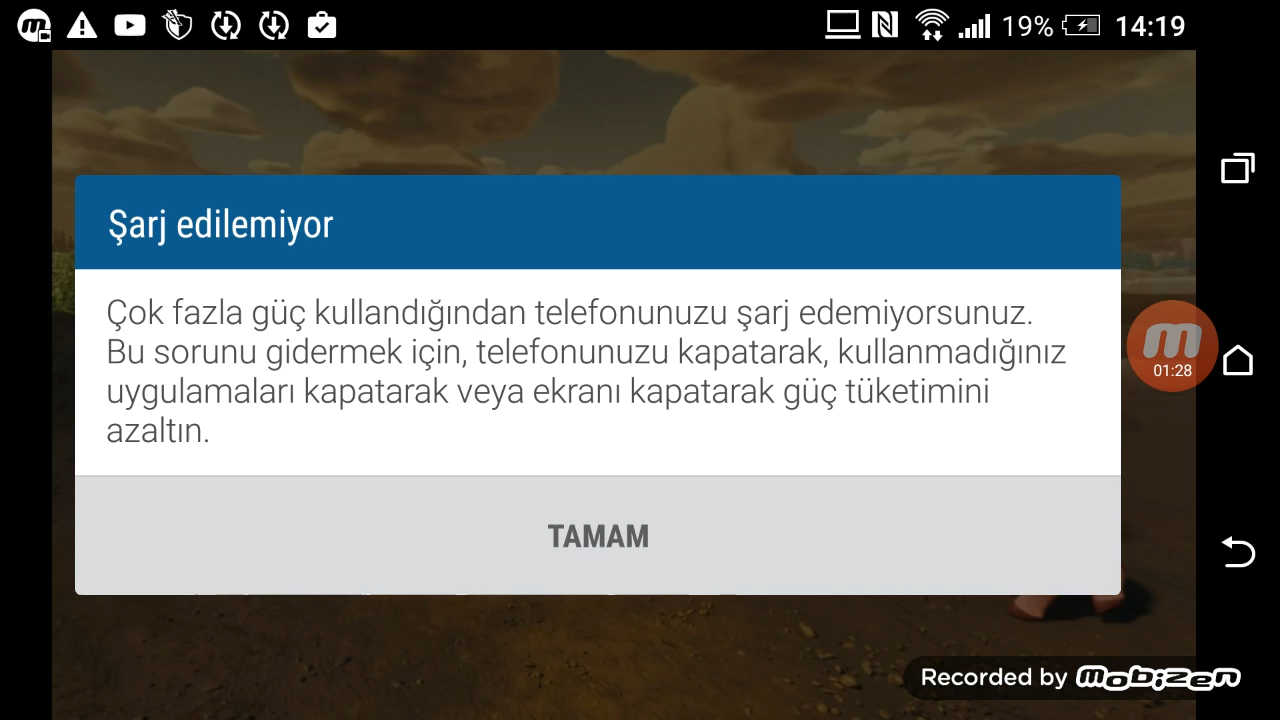 19% 14:19
Şarj edilemiyor
Çok fazla güç kullandığından telefonunuzu şarj edemiyorsunuz.
Bu sorunu gidermek için, telefonunuzu kapatarak, kullanmadığınız
uygulamaları kapatarak veya ekranı kapatarak güç tüketimini
azaltın.
01:28
TAMAM
Recorded by mobizen